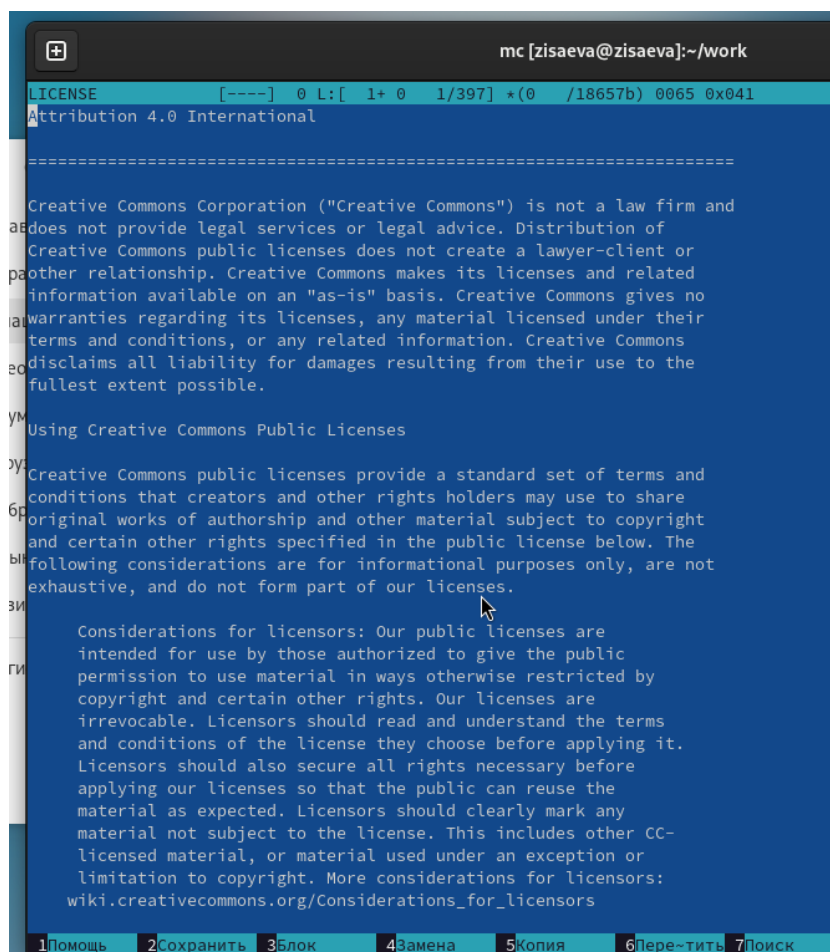 mc [zisaeva@zisaeva]:~/work
LICENSE [----] 0 L:[ 1+ 0 1/397] *(0 /18657b) 0065 0x041
Attribution 4.0 International
=======================================================================
Creative Commons Corporation ("Creative Commons") is not a law firm and
does not provide legal services or legal advice. Distribution of
Creative Commons public licenses does not create a lawyer-client or
other relationship. Creative Commons makes its licenses and related
information available on an "as-is" basis. Creative Commons gives no
warranties regarding its licenses, any material licensed under their
terms and conditions, or any related information. Creative Commons
disclaims all liability for damages resulting from their use to the
fullest extent possible.
Using Creative Commons Public Licenses
Creative Commons public licenses provide a standard set of terms and
conditions that creators and other rights holders may use to share
original works of authorship and other material subject to copyright
and certain other rights specified in the public license below. The
following considerations are for informational purposes only, are not
exhaustive, and do not form part of our licenses.
Considerations for licensors: Our public licenses are
intended for use by those authorized to give the public
permission to use material in ways otherwise restricted by
copyright and certain other rights. Our licenses are
irrevocable. Licensors should read and understand the terms
and conditions of the license they choose before applying it.
Licensors should also secure all rights necessary before
applying our licenses so that the public can reuse the
material as expected. Licensors should clearly mark any
material not subject to the license. This includes other CC-
licensed material, or material used under an exception or
limitation to copyright. More considerations for licensors:
wiki.creativecommons.org/Considerations_for_licensors
1Помощь 2Сохранить 3Блок 4Замена 5Копия 6Пере~тить 7Поиск